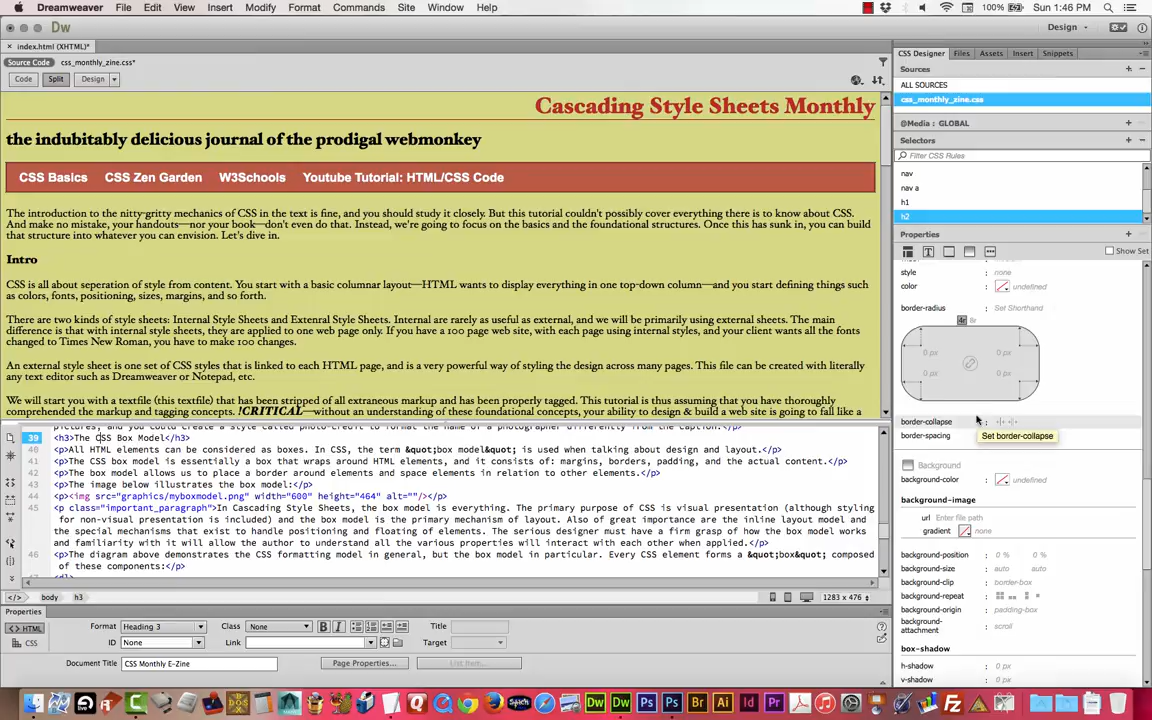 Dreamweaver File Edit View Insert Modify Format Commands Site Window Help 100% Sun 1:46 PM
Dw Design
× index.html (XHTML)* CSS Designer Files Assets Insert Snippets
Source Code css_monthly_zine.css* Sources
Code Split Design ALL SOURCES
css_monthly_zine.css
Cascading Style Sheets Monthly
@Media : GLOBAL
the indubitably delicious journal of the prodigal webmonkey
Selectors
Filter CSS Rules
CSS Basics CSS Zen Garden W3Schools Youtube Tutorial: HTML/CSS Code
nav
nav a
h1
h2
The introduction to the nitty-gritty mechanics of CSS in the text is fine, and you should study it closely. But this tutorial couldn't possibly cover everything there is to know about CSS.
And make no mistake, your handouts—nor your book—don't even do that. Instead, we're going to focus on the basics and the foundational structures. Once this has sunk in, you can build
that structure into whatever you can envision. Let's dive in.
Properties
Show Set
Intro
CSS is all about seperation of style from content. You start with a basic columnar layout—HTML wants to display everything in one top-down column—and you start defining things such
as colors, fonts, positioning, sizes, margins, and so forth.
There are two kinds of style sheets: Internal Style Sheets and Extenral Style Sheets. Internal are rarely as useful as external, and we will be primarily using external sheets. The main
difference is that with internal style sheets, they are applied to one web page only. If you have a 100 page web site, with each page using internal styles, and your client wants all the fonts
changed to Times New Roman, you have to make 100 changes.
An external style sheet is one set of CSS styles that is linked to each HTML page, and is a very powerful way of styling the design across many pages. This file can be created with literally
any text editor such as Dreamweaver or Notepad, etc.
We will start you with a textfile (this textfile) that has been stripped of all extraneous markup and has been properly tagged. This tutorial is thus assuming that you have thoroughly
comprehended the markup and tagging concepts. !CRITICAL—without an understanding of these foundational concepts, your ability to design & build a web site is going to fall like a
style : none
color : undefined
border-radius : Set Shorthand
4r 8r
0 px 0 px
0 px 0 px
border-collapse :
Set border-collapse
border-spacing
Background
background-color : undefined
background-image
url Enter file path
gradient none
background-position : 0 % 0 %
background-size : auto auto
background-clip : border-box
background-repeat :
background-origin : padding-box
background-
attachment : scroll
box-shadow
h-shadow : 0 px
v-shadow : 0 px
39 <h3>The CSS Box Model</h3>
40 <p>All HTML elements can be considered as boxes. In CSS, the term &quot;box model&quot; is used when talking about design and layout.</p>
41 <p>The CSS box model is essentially a box that wraps around HTML elements, and it consists of: margins, borders, padding, and the actual content.</p>
42 <p>The box model allows us to place a border around elements and space elements in relation to other elements.</p>
43 <p>The image below illustrates the box model:</p>
44 <p><img src="graphics/myboxmodel.png" width="600" height="464" alt=""/></p>
45 <p class="important_paragraph">In Cascading Style Sheets, the box model is everything. The primary purpose of CSS is visual presentation (although styling
for non-visual presentation is included) and the box model is the primary mechanism of layout. Also of great importance are the inline layout model and
the special mechanisms that exist to handle positioning and floating of elements. The serious designer must have a firm grasp of how the box model works
and familiarity with it will allow the author to understand all the various properties will interact with each other when applied.</p>
46 <p>The diagram above demonstrates the CSS formatting model in general, but the box model in particular. Every CSS element forms a &quot;box&quot; composed
of these components:</p>
<dl>
</> body h3 1283 x 476
Properties
<> HTML Format Heading 3 Class None B I Title
CSS ID None Link Target
Document Title CSS Monthly E-Zine Page Properties... List Item...
DOS Spitch Dw Dw Ps Ps Br Ai Id Pr Fz